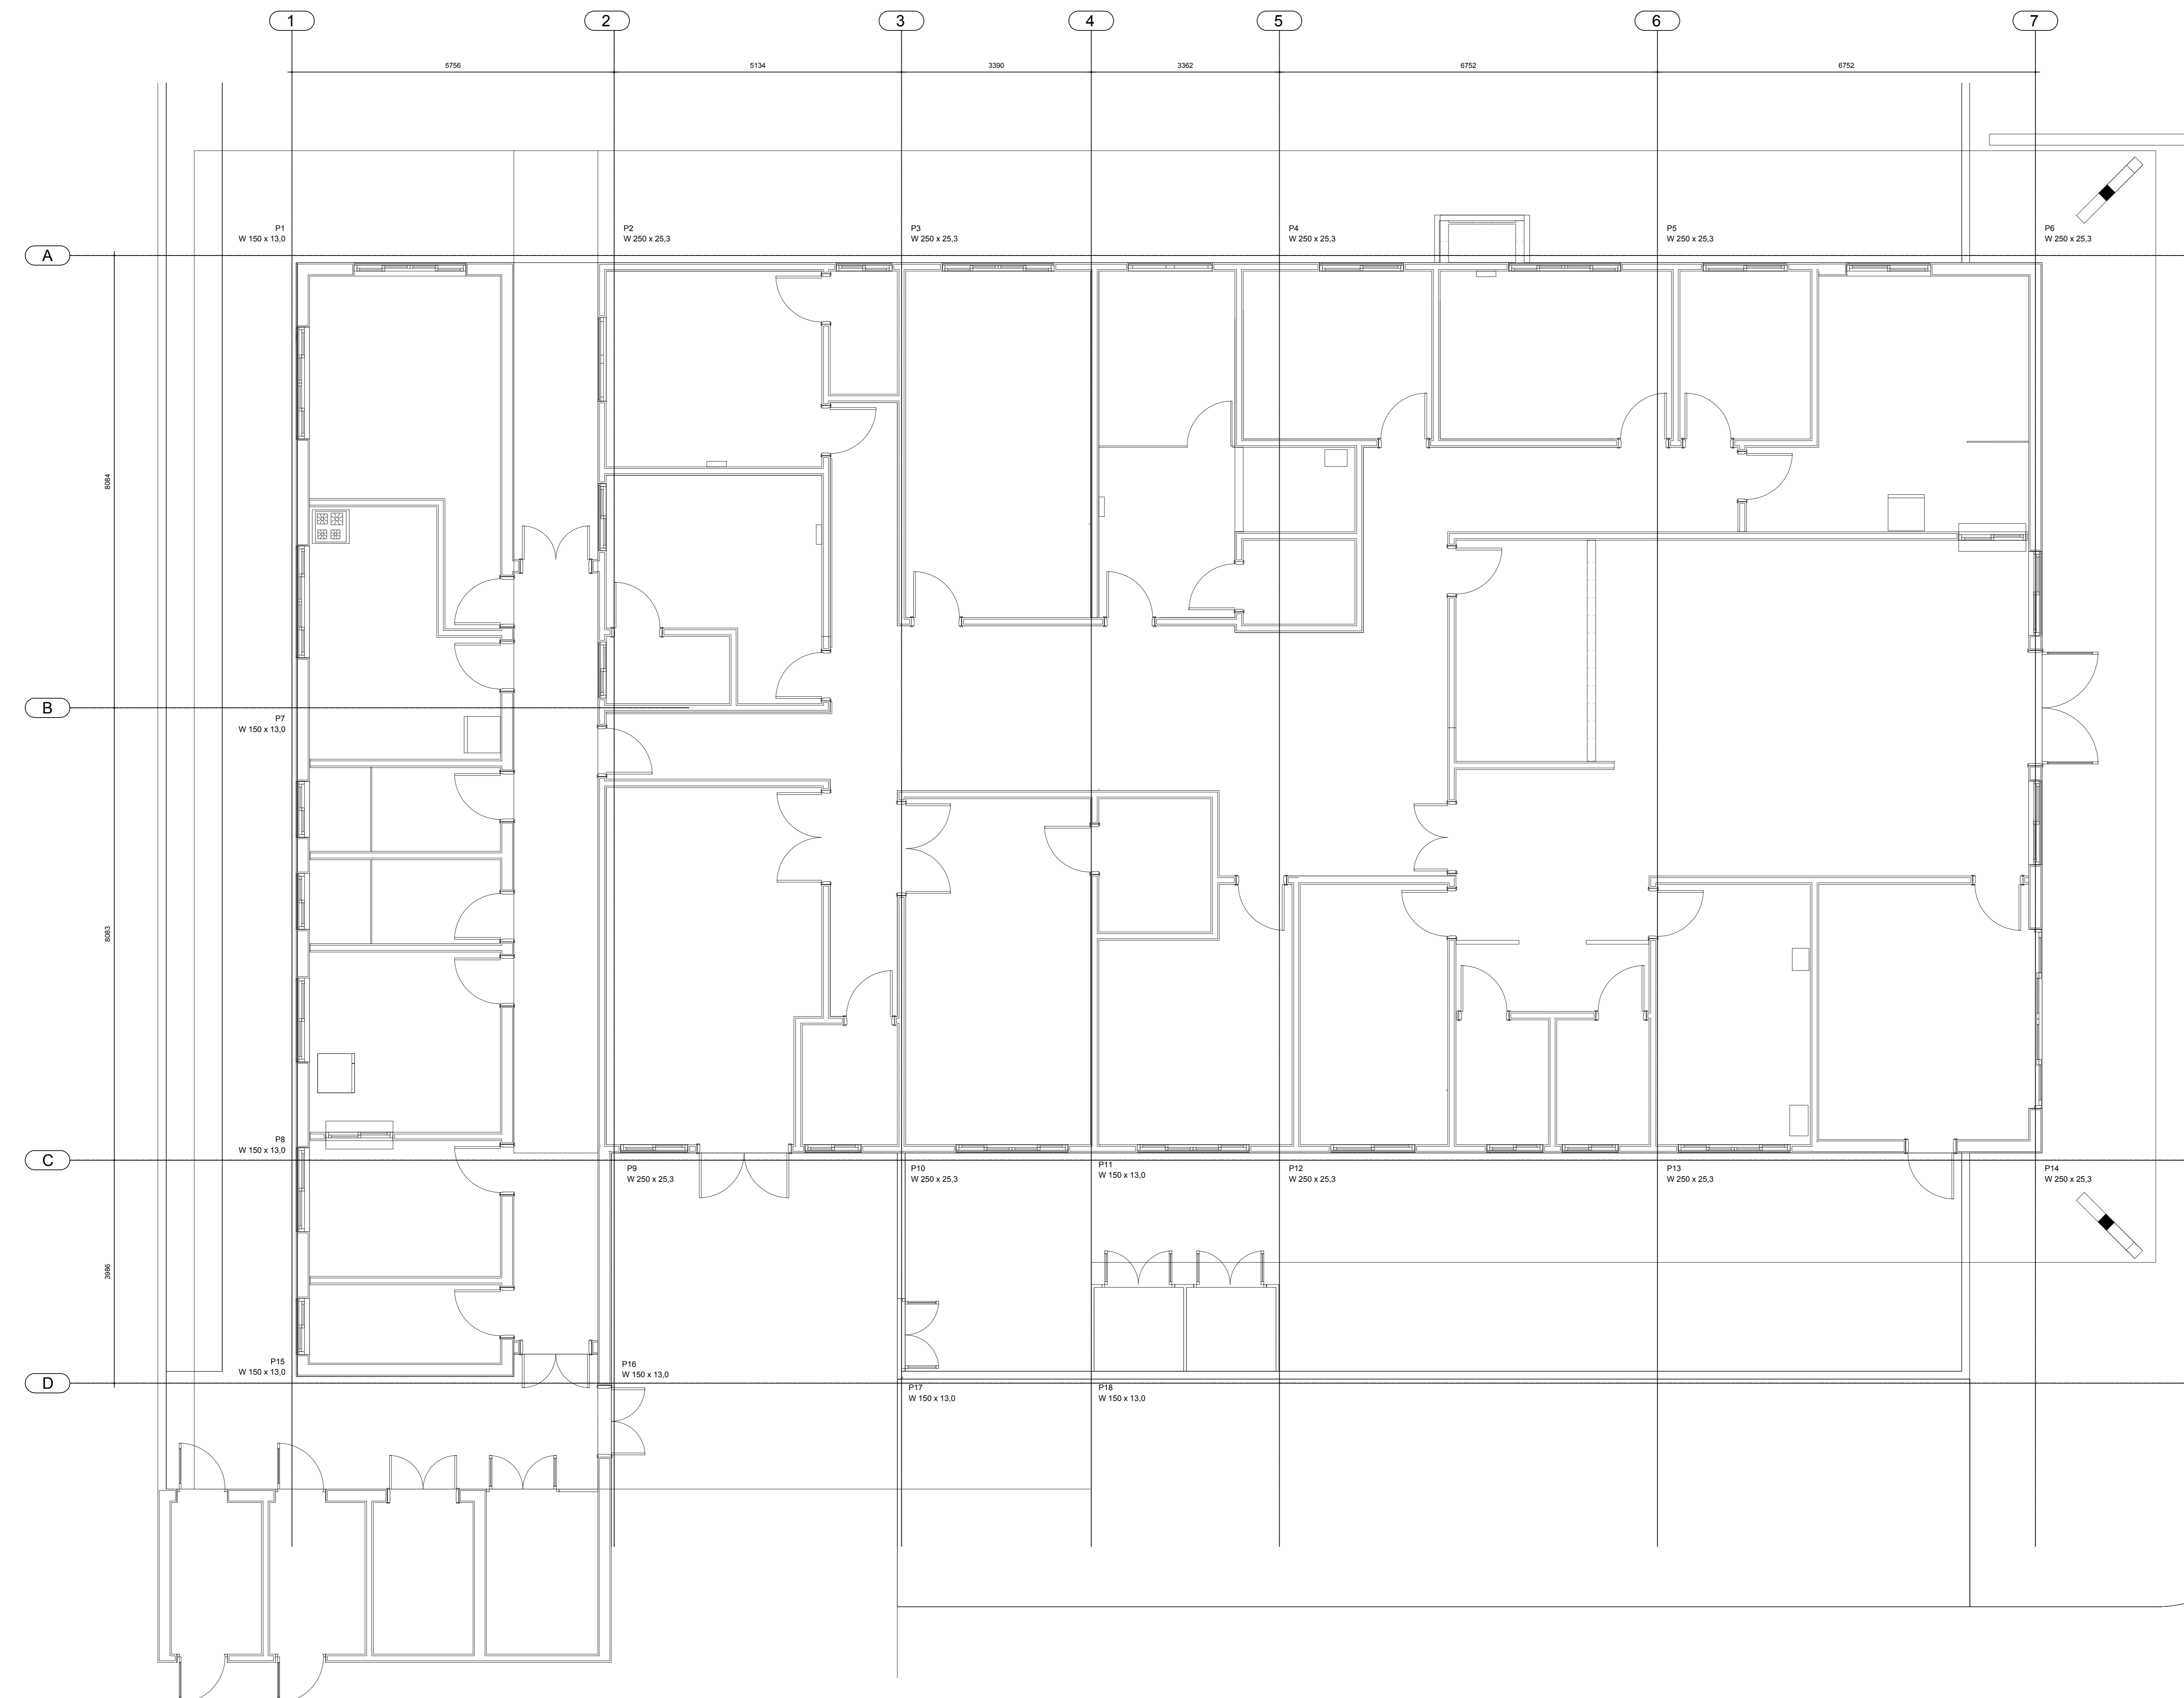 1 2 3 4 5 6 7
5756 5134 3390 3362 6752 6752
P1 P2 P3 P4 P5 P6
W 150 x 13,0 W 250 x 25,3 W 250 x 25,3 W 250 x 25,3 W 250 x 25,3 W 250 x 25,3
A
8084
B
P7
W 150 x 13,0
8083
P8
W 150 x 13,0
C
P9 P10 P11 P12 P13 P14
W 250 x 25,3 W 250 x 25,3 W 150 x 13,0 W 250 x 25,3 W 250 x 25,3 W 250 x 25,3
3986
P15 P16
W 150 x 13,0 W 150 x 13,0
D
P17 P18
W 150 x 13,0 W 150 x 13,0